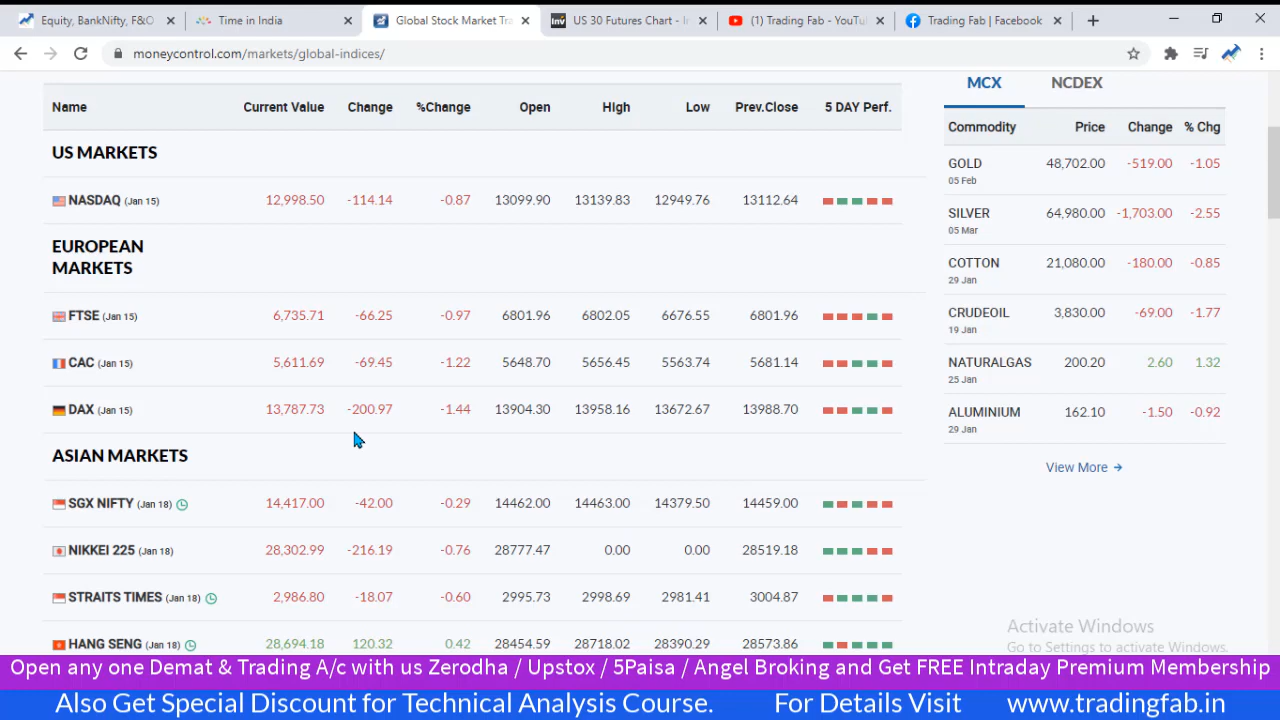 Equity, BankNifty, F&O
Time in India
Global Stock Market Tra
US 30 Futures Chart - In
(1) Trading Fab - YouTu
Trading Fab | Facebook
moneycontrol.com/markets/global-indices/
Name Current Value Change %Change Open High Low Prev.Close 5 DAY Perf.
US MARKETS
NASDAQ (Jan 15) 12,998.50 -114.14 -0.87 13099.90 13139.83 12949.76 13112.64
EUROPEAN
MARKETS
FTSE (Jan 15) 6,735.71 -66.25 -0.97 6801.96 6802.05 6676.55 6801.96
CAC (Jan 15) 5,611.69 -69.45 -1.22 5648.70 5656.45 5563.74 5681.14
DAX (Jan 15) 13,787.73 -200.97 -1.44 13904.30 13958.16 13672.67 13988.70
ASIAN MARKETS
SGX NIFTY (Jan 18) 14,417.00 -42.00 -0.29 14462.00 14463.00 14379.50 14459.00
NIKKEI 225 (Jan 18) 28,302.99 -216.19 -0.76 28777.47 0.00 0.00 28519.18
STRAITS TIMES (Jan 18) 2,986.80 -18.07 -0.60 2995.73 2998.69 2981.41 3004.87
HANG SENG (Jan 18) 28,694.18 120.32 0.42 28454.59 28718.02 28390.29 28573.86
MCX NCDEX
Commodity Price Change % Chg
GOLD 48,702.00 -519.00 -1.05
05 Feb
SILVER 64,980.00 -1,703.00 -2.55
05 Mar
COTTON 21,080.00 -180.00 -0.85
29 Jan
CRUDEOIL 3,830.00 -69.00 -1.77
19 Jan
NATURALGAS 200.20 2.60 1.32
25 Jan
ALUMINIUM 162.10 -1.50 -0.92
29 Jan
View More →
Activate Windows
Go to Settings to activate Windows.
Open any one Demat & Trading A/c with us Zerodha / Upstox / 5Paisa / Angel Broking and Get FREE Intraday Premium Membership
Also Get Special Discount for Technical Analysis Course. For Details Visit www.tradingfab.in